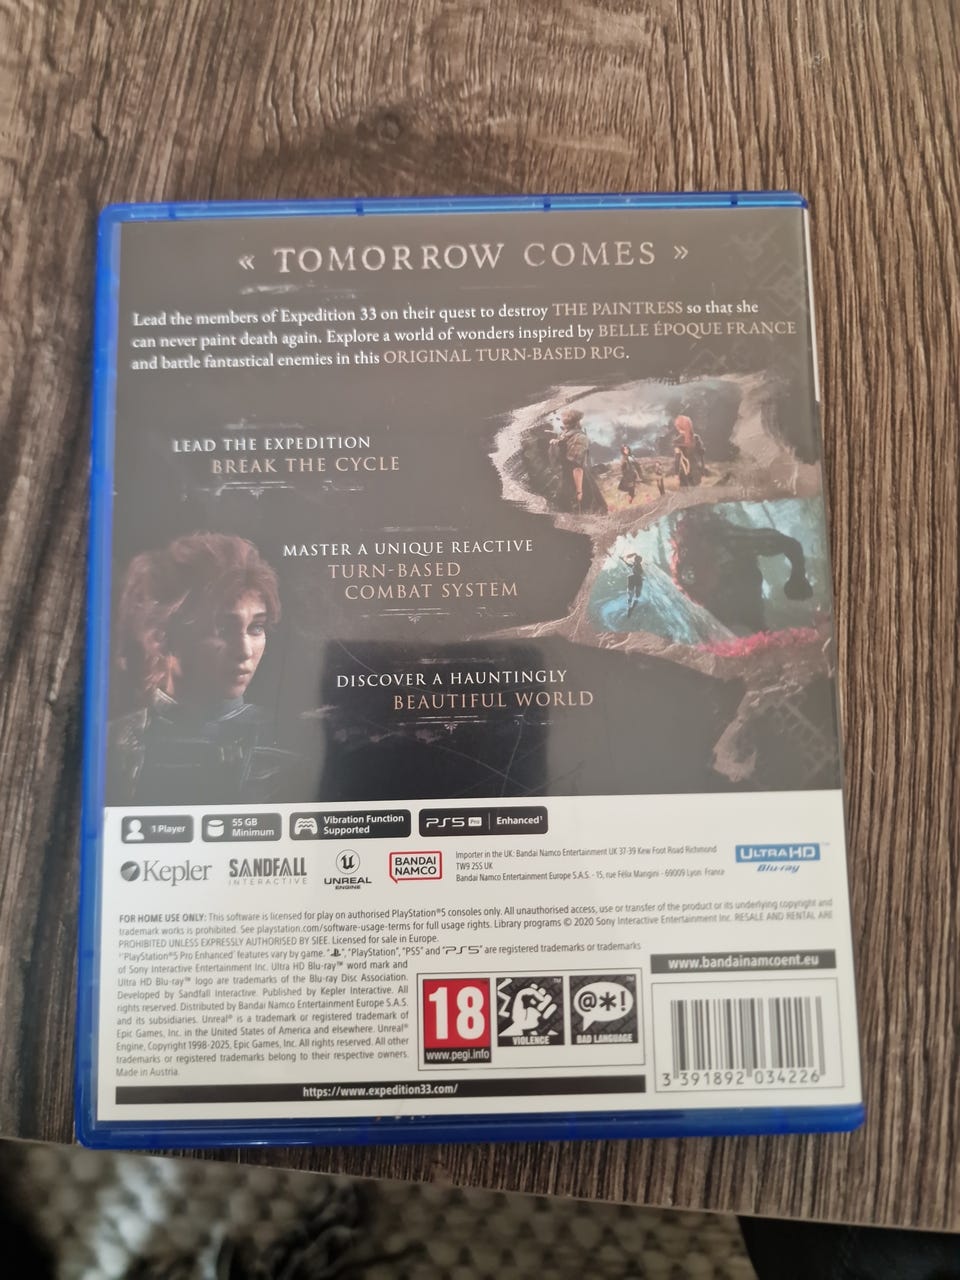 « TOMORROW COMES »
Lead the members of Expedition 33 on their quest to destroy THE PAINTRESS so that she
can never paint death again. Explore a world of wonders inspired by BELLE ÉPOQUE FRANCE
and battle fantastical enemies in this ORIGINAL TURN-BASED RPG.
LEAD THE EXPEDITION
BREAK THE CYCLE
MASTER A UNIQUE REACTIVE
TURN-BASED
COMBAT SYSTEM
DISCOVER A HAUNTINGLY
BEAUTIFUL WORLD
1 Player
55 GB
Minimum
Vibration Function
Supported
PS5 Pro Enhanced¹
Kepler
SANDFALL
INTERACTIVE
UNREAL
ENGINE
BANDAI
NAMCO
Importer in the UK: Bandai Namco Entertainment UK 37-39 Kew Foot Road Richmond
TW9 2SS UK
Bandai Namco Entertainment Europe S.A.S. - 15, rue Félix Mangini - 69009 Lyon France
ULTRA HD
Blu-ray™
FOR HOME USE ONLY: This software is licensed for play on authorised PlayStation®5 consoles only. All unauthorised access, use or transfer of the product or its underlying copyright and
trademark works is prohibited. See playstation.com/software-usage-terms for full usage rights. Library programs © 2020 Sony Interactive Entertainment Inc. RESALE AND RENTAL ARE
PROHIBITED UNLESS EXPRESSLY AUTHORISED BY SIEE. Licensed for sale in Europe.
¹"PlayStation®5 Pro Enhanced" features vary by game. "PS", "PlayStation", "PS5" and "PS5" are registered trademarks or trademarks
of Sony Interactive Entertainment Inc. Ultra HD Blu-ray™ word mark and
Ultra HD Blu-ray™ logo are trademarks of the Blu-ray Disc Association.
Developed by Sandfall Interactive. Published by Kepler Interactive. All
rights reserved. Distributed by Bandai Namco Entertainment Europe S.A.S.
and its subsidiaries. Unreal® is a trademark or registered trademark of
Epic Games, Inc. in the United States of America and elsewhere. Unreal®
Engine, Copyright 1998-2025, Epic Games, Inc. All rights reserved. All other
trademarks or registered trademarks belong to their respective owners.
Made in Austria.
www.bandainamcoent.eu
18
www.pegi.info
VIOLENCE
@*!
BAD LANGUAGE
3 391892 034226
https://www.expedition33.com/